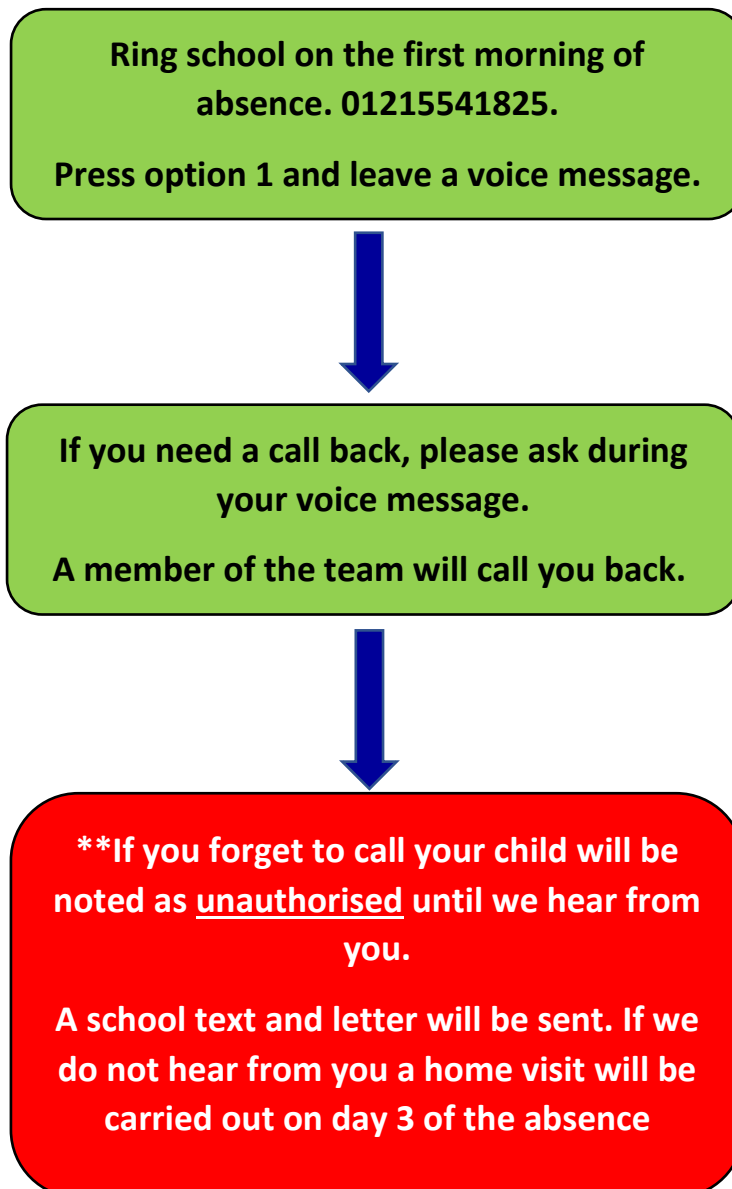 Ring school on the first morning of
absence. 01215541825.
Press option 1 and leave a voice message.
If you need a call back, please ask during
your voice message.
A member of the team will call you back.
**If you forget to call your child will be
noted as unauthorised until we hear from
you.
A school text and letter will be sent. If we
do not hear from you a home visit will be
carried out on day 3 of the absence